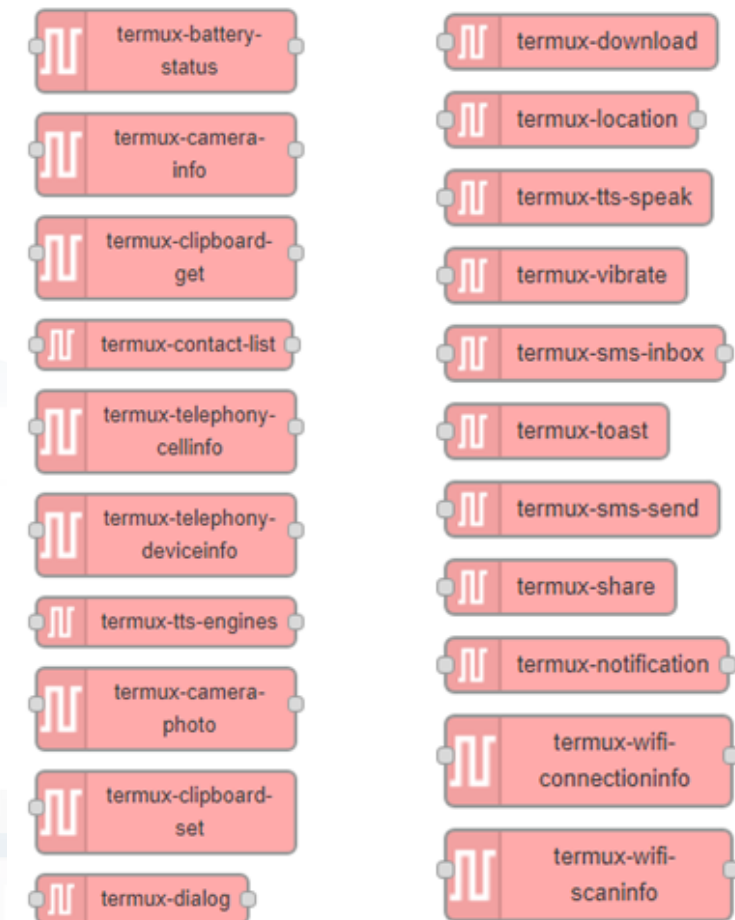 termux-battery-
status
termux-camera-
info
termux-clipboard-
get
termux-contact-list
termux-telephony-
cellinfo
termux-telephony-
deviceinfo
termux-tts-engines
termux-camera-
photo
termux-clipboard-
set
termux-dialog
termux-download
termux-location
termux-tts-speak
termux-vibrate
termux-sms-inbox
termux-toast
termux-sms-send
termux-share
termux-notification
termux-wifi-
connectioninfo
termux-wifi-
scaninfo